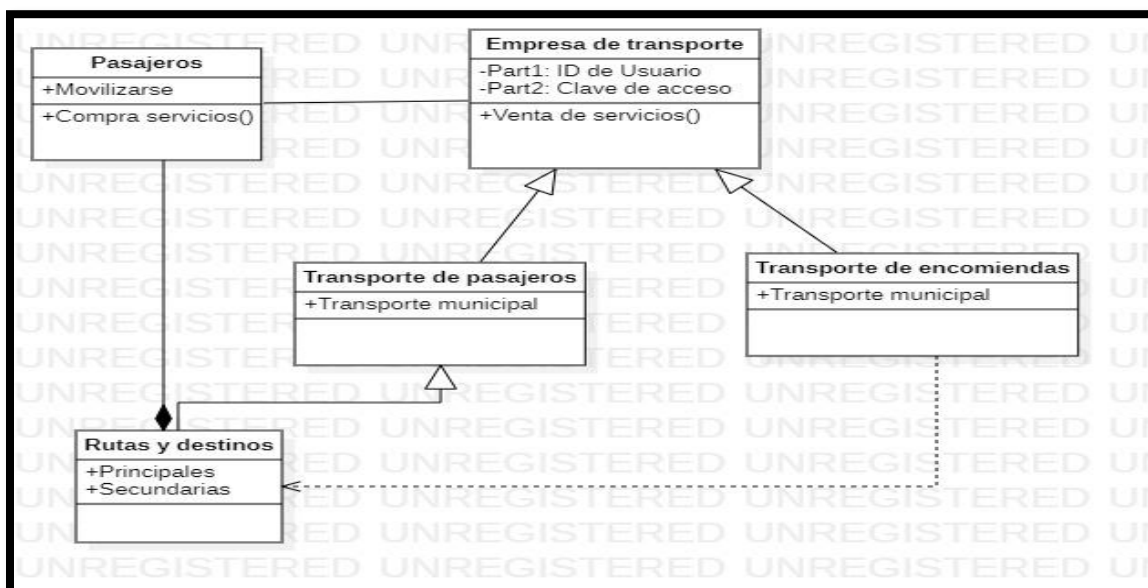 Pasajeros
+Movilizarse
+Compra servicios()
Empresa de transporte
-Part1: ID de Usuario
-Part2: Clave de acceso
+Venta de servicios()
Transporte de pasajeros
+Transporte municipal
Transporte de encomiendas
+Transporte municipal
Rutas y destinos
+Principales
+Secundarias
UNREGISTERED